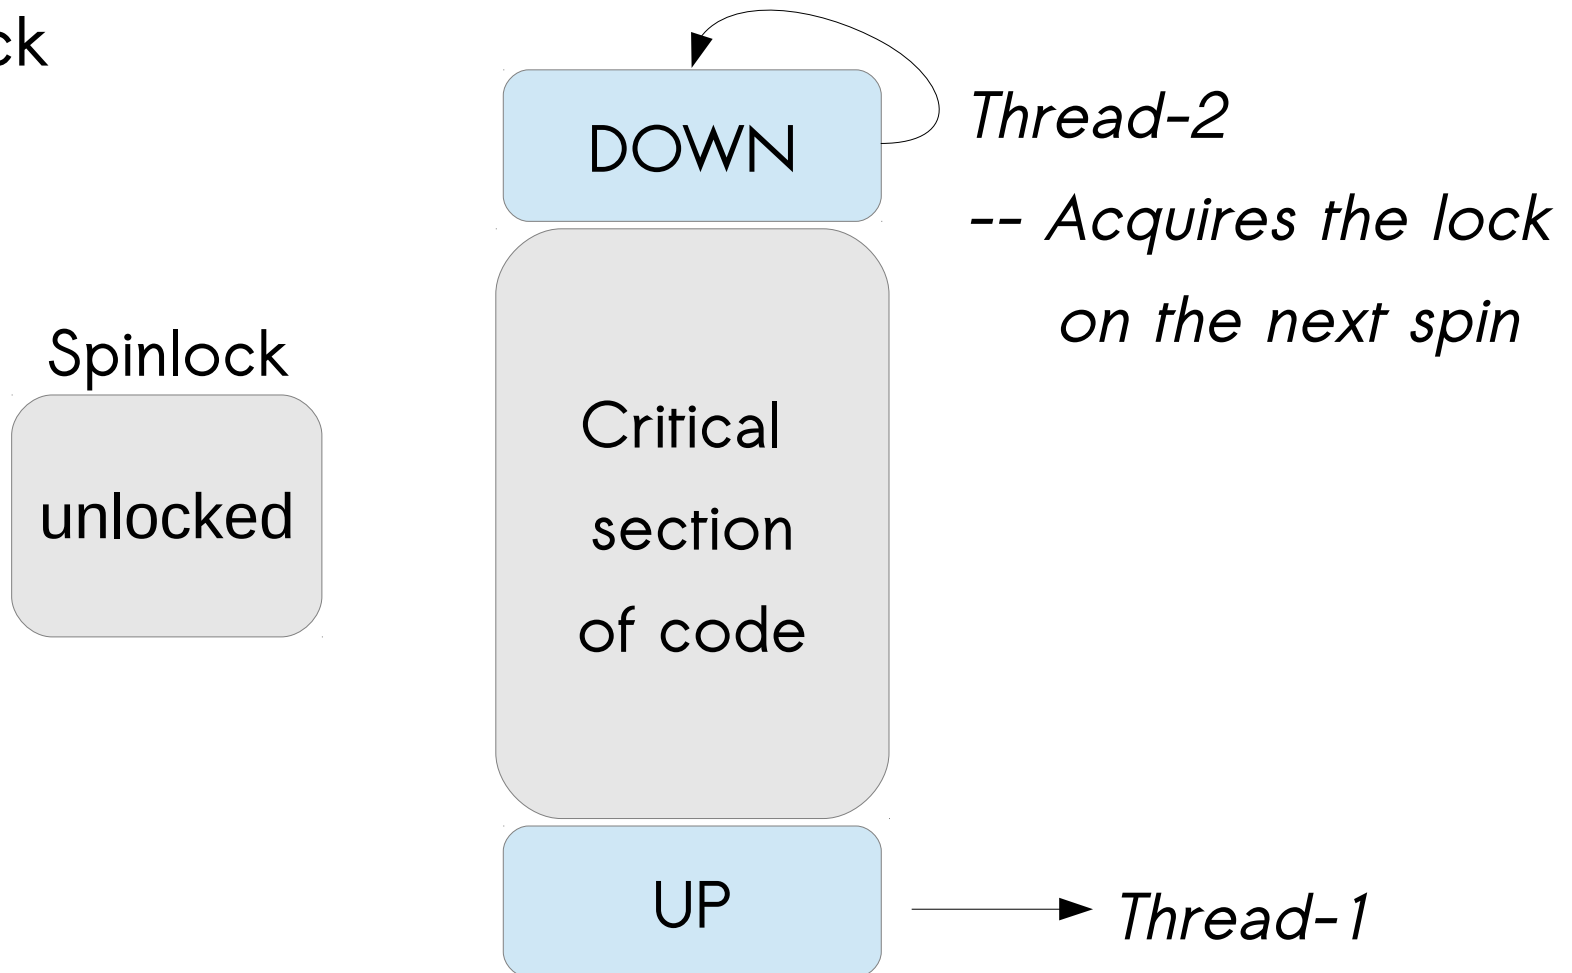 ck
DOWN
Thread-2
-- Acquires the lock
on the next spin
Spinlock
unlocked
Critical
section
of code
UP
Thread-1